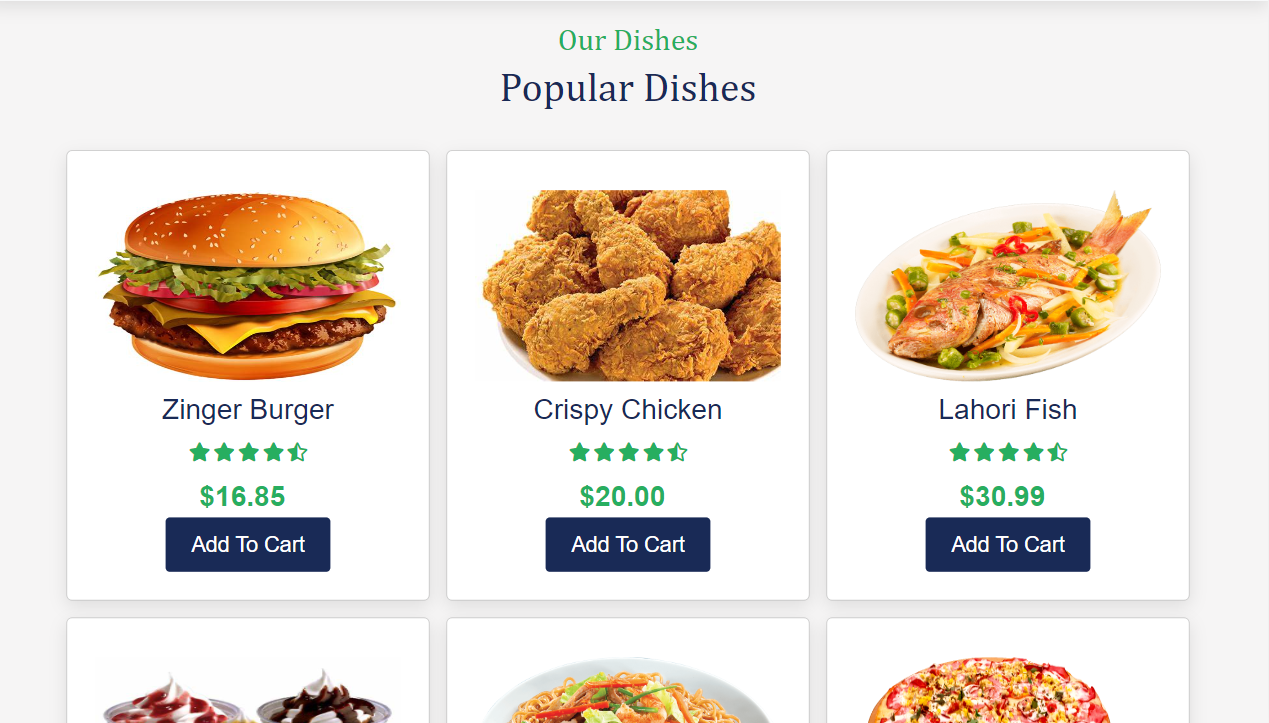 Our Dishes
Popular Dishes
Zinger Burger
$16.85
Add To Cart
Crispy Chicken
$20.00
Add To Cart
Lahori Fish
$30.99
Add To Cart